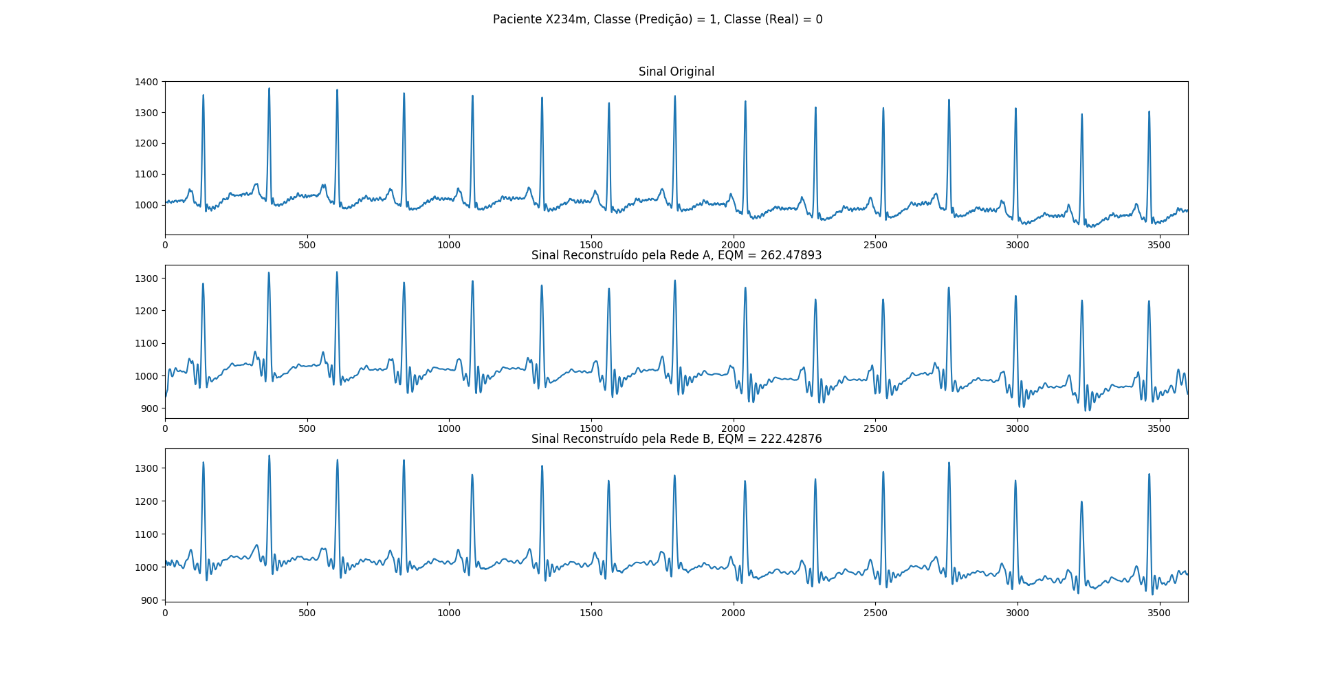 Paciente X234m, Classe (Predição) = 1, Classe (Real) = 0
Sinal Original
1400
1300
1200
1100
1000
0 500 1000 1500 2000 2500 3000 3500
Sinal Reconstruído pela Rede A, EQM = 262.47893
1300
1200
1100
1000
900
0 500 1000 1500 2000 2500 3000 3500
Sinal Reconstruído pela Rede B, EQM = 222.42876
1300
1200
1100
1000
900
0 500 1000 1500 2000 2500 3000 3500